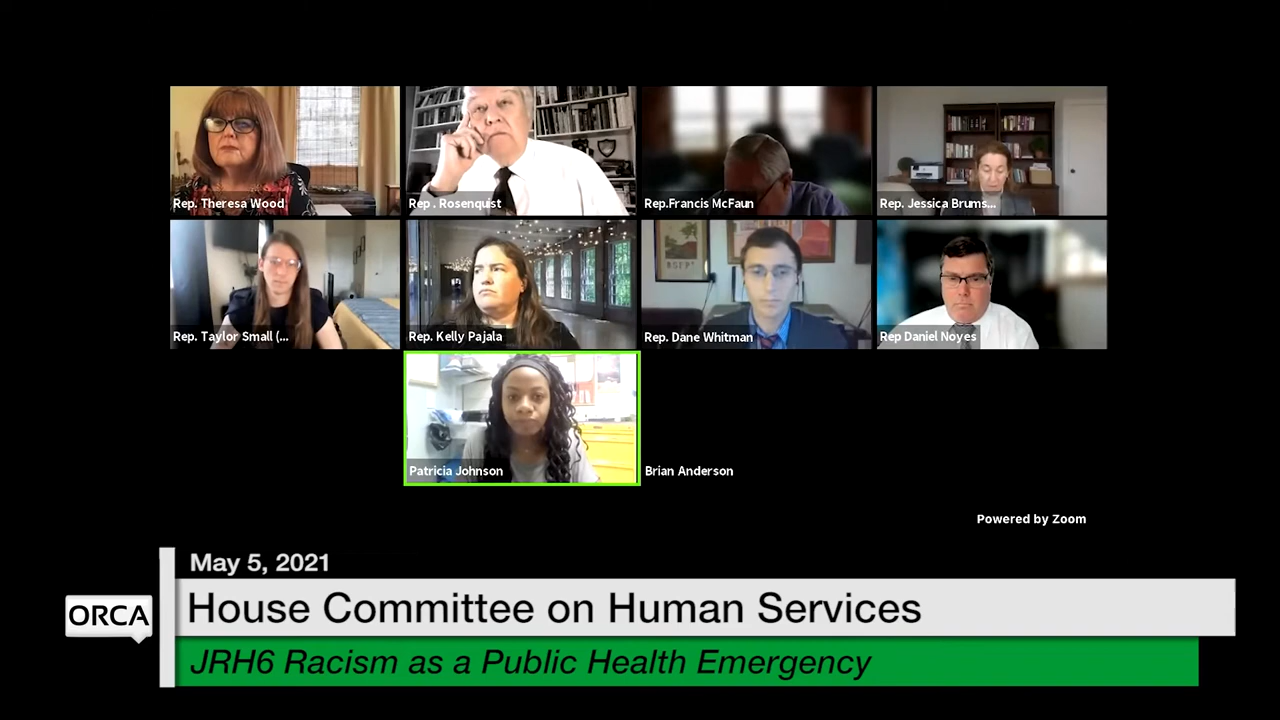 Rep. Theresa Wood
Rep . Rosenquist
Rep.Francis McFaun
Rep. Jessica Brums...
Rep. Taylor Small (...
Rep. Kelly Pajala
Rep. Dane Whitman
Rep Daniel Noyes
Patricia Johnson
Brian Anderson
Powered by Zoom
May 5, 2021
House Committee on Human Services
ORCA
JRH6 Racism as a Public Health Emergency